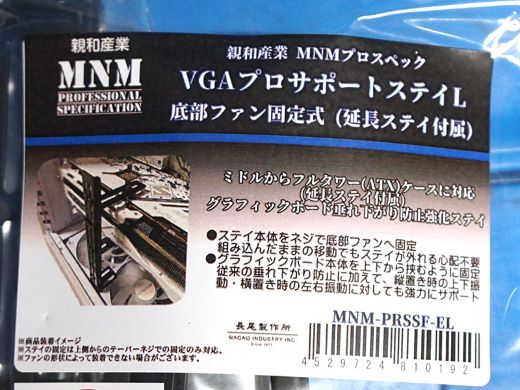 親和産業
MNM
PROFESSIONAL
SPECIFICATION
親和産業 MNMプロスペック
VGAプロサポートステイL
底部ファン固定式 (延長ステイ付属)
ミドルからフルタワー(ATX)ケースに対応
(延長ステイ付属)
グラフィックボード垂れ下がり防止強化ステイ
●ステイ本体をネジで底部ファンへ固定
組み込んだままの移動でもステイが外れる心配不要
●グラフィックボード本体を上下から挟むように固定
従来の垂れ下がり防止に加えて、縦置き時の上下振
動・横置き時の左右振動に対しても強力にサポート
※商品装着イメージ
※ステイの固定は上側からのテーパーネジでの固定のみ対応。
※ファンの形状によって装着できない場合がございます。
長尾製作所
NAGAO INDUSTRY INC.
Since 1971
MNM-PRSSF-EL
4529724810192